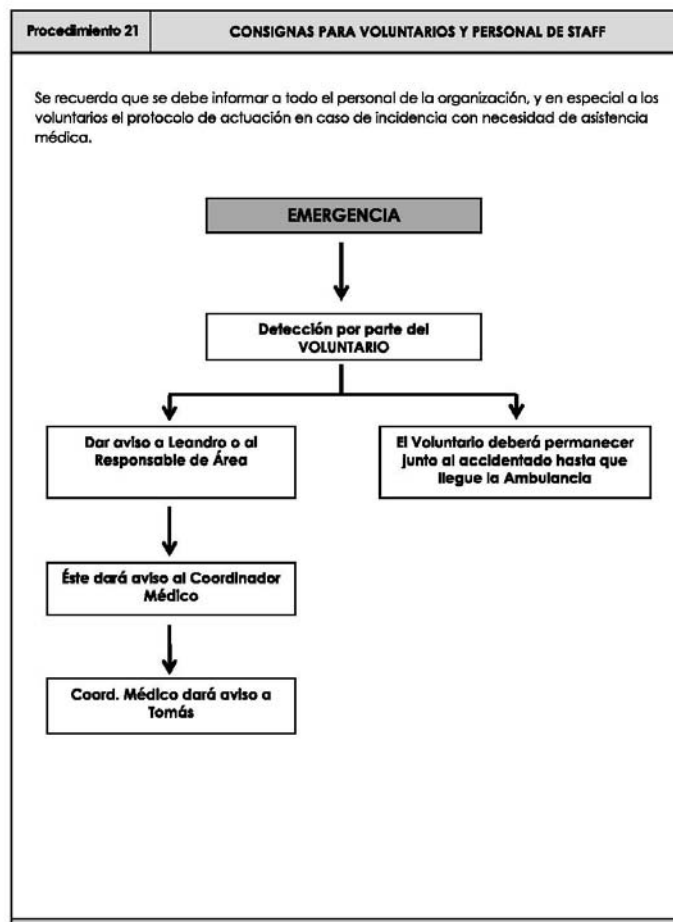 Procedimiento 21
CONSIGNAS PARA VOLUNTARIOS Y PERSONAL DE STAFF
Se recuerda que se debe informar a todo el personal de la organización, y en especial a los
voluntarios el protocolo de actuación en caso de incidencia con necesidad de asistencia
médica.
EMERGENCIA
Detección por parte del
VOLUNTARIO
Dar aviso a Leandro o al
Responsable de Área
El Voluntario deberá permanecer
junto al accidentado hasta que
llegue la Ambulancia
Éste dará aviso al Coordinador
Médico
Coord. Médico dará aviso a
Tomás